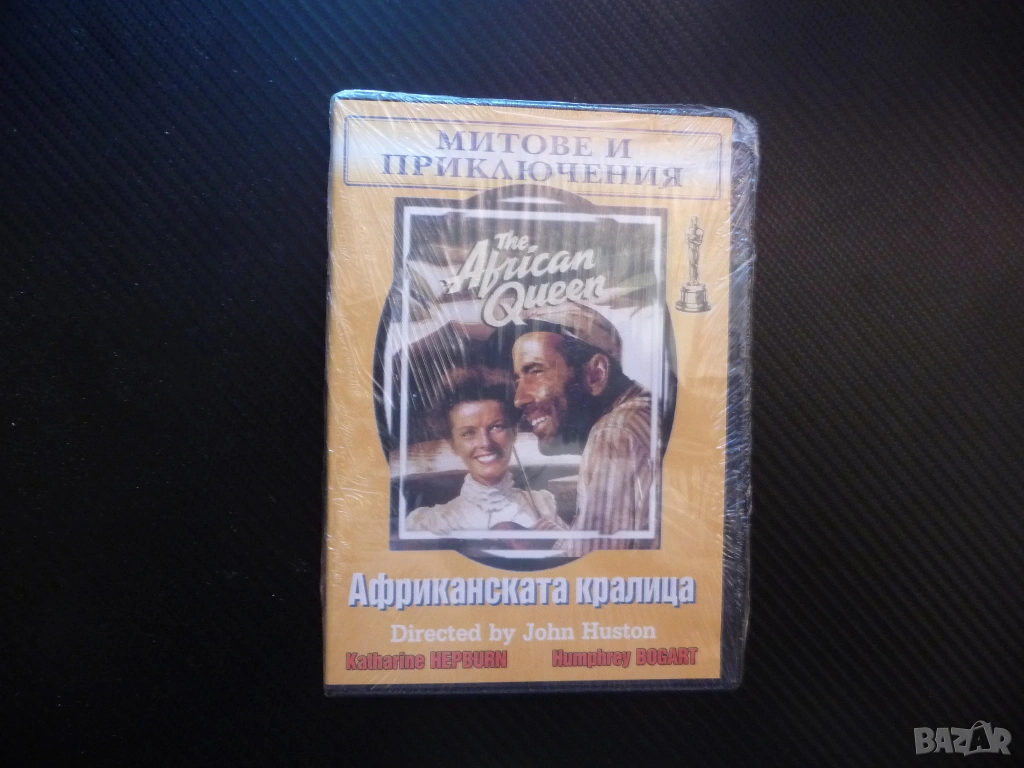 МИТОВЕ И
ПРИКЛЮЧЕНИЯ
The
African
Queen
Африканската кралица
Directed by John Huston
Katharine HEPBURN Humphrey BOGART
BAZAR